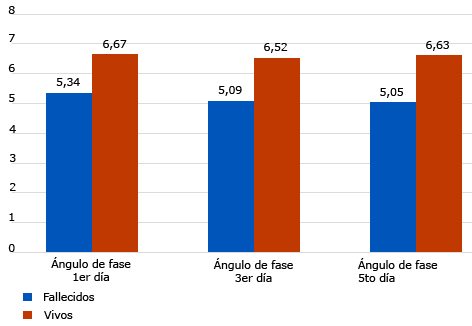 8
7
6
5
4
3
2
1
0
5,34
6,67
5,09
6,52
5,05
6,63
Ángulo de fase
1er día
Ángulo de fase
3er día
Ángulo de fase
5to día
Fallecidos
Vivos